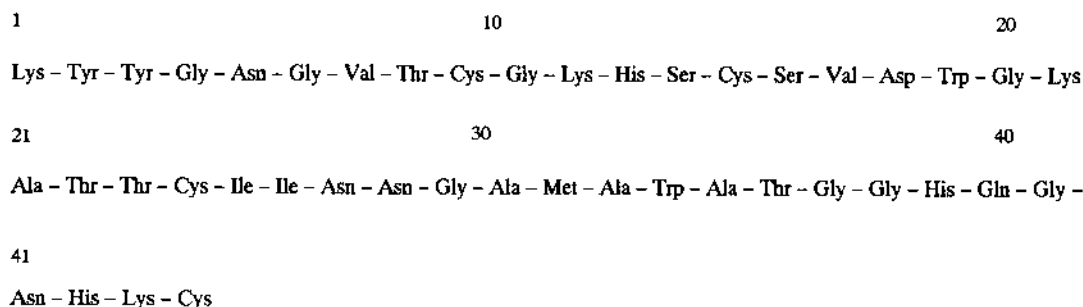 1 10 20
Lys – Tyr – Tyr – Gly – Asn – Gly – Val – Thr – Cys – Gly – Lys – His – Ser – Cys – Ser – Val – Asp – Trp – Gly – Lys
21 30 40
Ala – Thr – Thr – Cys – Ile – Ile – Asn – Asn – Gly – Ala – Met – Ala – Trp – Ala – Thr – Gly – Gly – His – Gln – Gly –
41
Asn – His – Lys – Cys